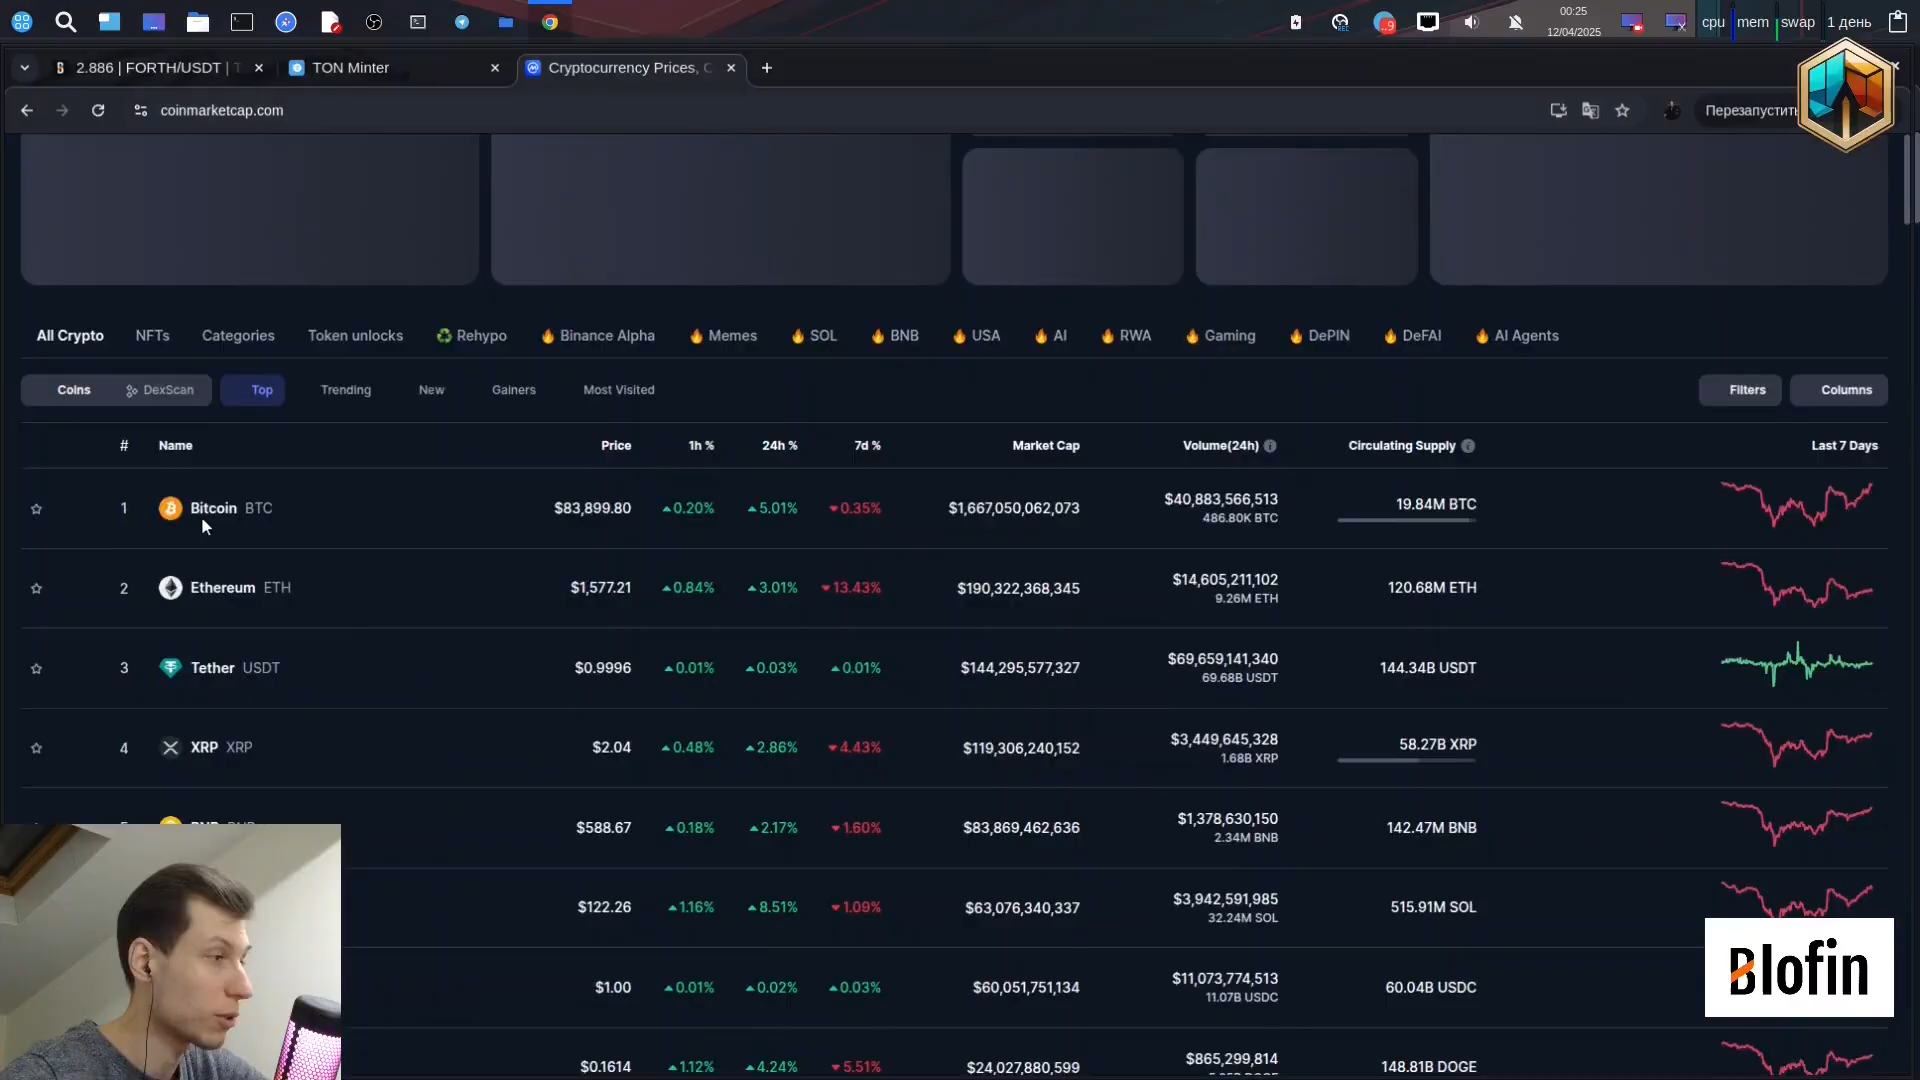 00:25
12/04/2025
cpu mem swap 1 день
2.886 | FORTH/USDT |
TON Minter
Cryptocurrency Prices, C
coinmarketcap.com
Перезапустить
All Crypto NFTs Categories Token unlocks Rehypo Binance Alpha Memes SOL BNB USA AI RWA Gaming DePIN DeFAI AI Agents
Coins DexScan Top Trending New Gainers Most Visited Filters Columns
# Name Price 1h % 24h % 7d % Market Cap Volume(24h) Circulating Supply Last 7 Days
1 Bitcoin BTC $83,899.80 0.20% 5.01% 0.35% $1,667,050,062,073 $40,883,566,513 19.84M BTC
486.80K BTC
2 Ethereum ETH $1,577.21 0.84% 3.01% 13.43% $190,322,368,345 $14,605,211,102 120.68M ETH
9.26M ETH
3 Tether USDT $0.9996 0.01% 0.03% 0.01% $144,295,577,327 $69,659,141,340 144.34B USDT
69.68B USDT
4 XRP XRP $2.04 0.48% 2.86% 4.43% $119,306,240,152 $3,449,645,328 58.27B XRP
1.68B XRP
$588.67 0.18% 2.17% 1.60% $83,869,462,636 $1,378,630,150 142.47M BNB
2.34M BNB
$122.26 1.16% 8.51% 1.09% $63,076,340,337 $3,942,591,985 515.91M SOL
32.24M SOL
Blofin
$1.00 0.01% 0.02% 0.03% $60,051,751,134 $11,073,774,513 60.04B USDC
11.07B USDC
$0.1614 1.12% 4.24% 5.51% $24,027,880,599 $865,299,814 148.81B DOGE